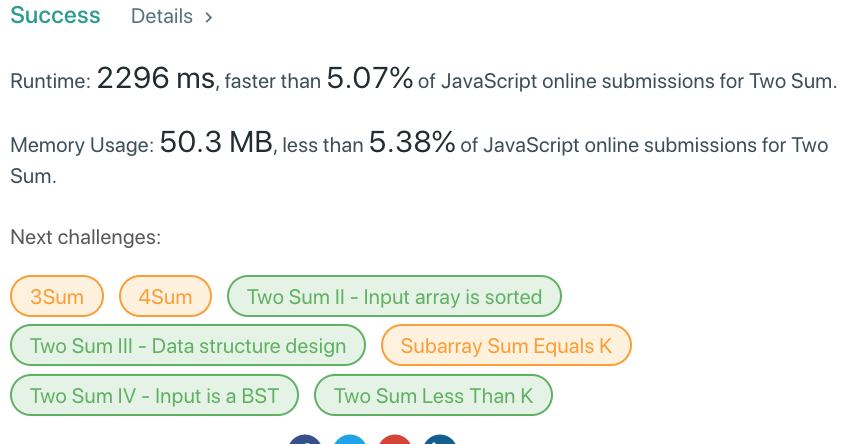 Success Details >
Runtime: 2296 ms, faster than 5.07% of JavaScript online submissions for Two Sum.
Memory Usage: 50.3 MB, less than 5.38% of JavaScript online submissions for Two
Sum.
Next challenges:
3Sum 4Sum Two Sum II - Input array is sorted
Two Sum III - Data structure design Subarray Sum Equals K
Two Sum IV - Input is a BST Two Sum Less Than K